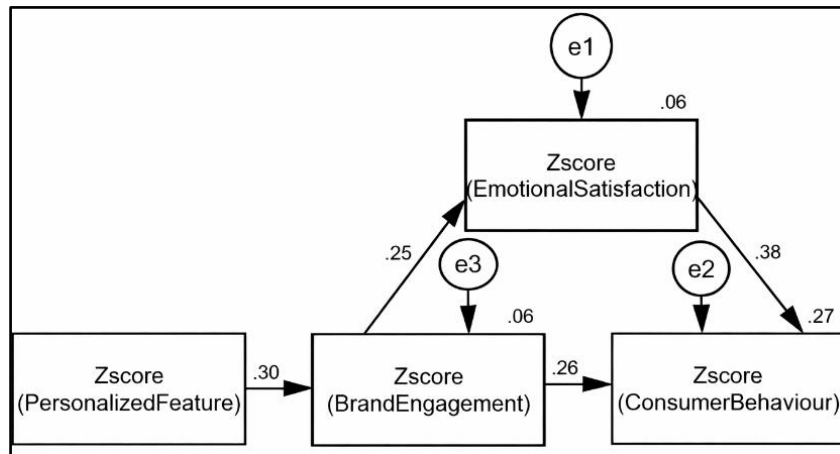 e1
.06
Zscore
(EmotionalSatisfaction)
.25
e3
.38
e2
.06
.27
Zscore
(PersonalizedFeature)
.30
Zscore
(BrandEngagement)
.26
Zscore
(ConsumerBehaviour)